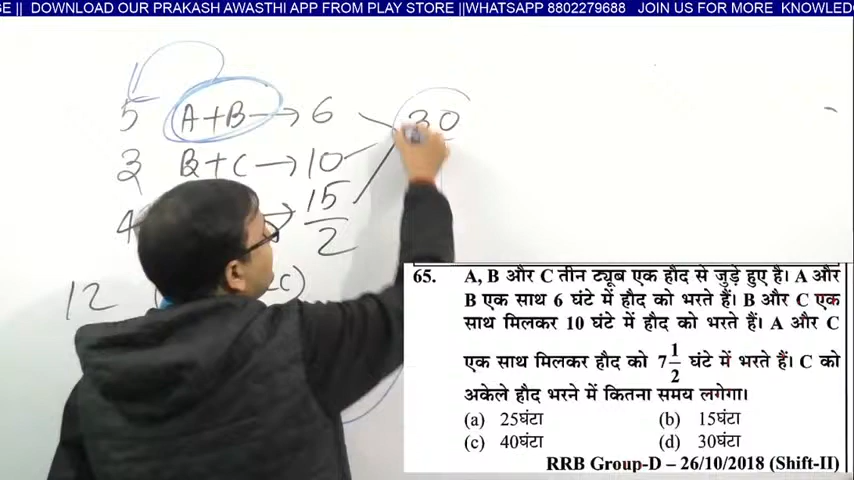 GE || DOWNLOAD OUR PRAKASH AWASTHI APP FROM PLAY STORE ||WHATSAPP 8802279688 JOIN US FOR MORE KNOWLED
5 A+B → 6 30
3 B+C → 10
4 → 15/2
12 C)
65. A, B और C तीन ट्यूब एक हौद से जुड़े हुए है। A और
B एक साथ 6 घंटे में हौद को भरते हैं। B और C एक
साथ मिलकर 10 घंटे में हौद को भरते हैं। A और C
एक साथ मिलकर हौद को 7 1/2 घंटे में भरते हैं। C को
अकेले हौद भरने में कितना समय लगेगा।
(a) 25घंटा (b) 15घंटा
(c) 40घंटा (d) 30घंटा
RRB Group-D – 26/10/2018 (Shift-II)